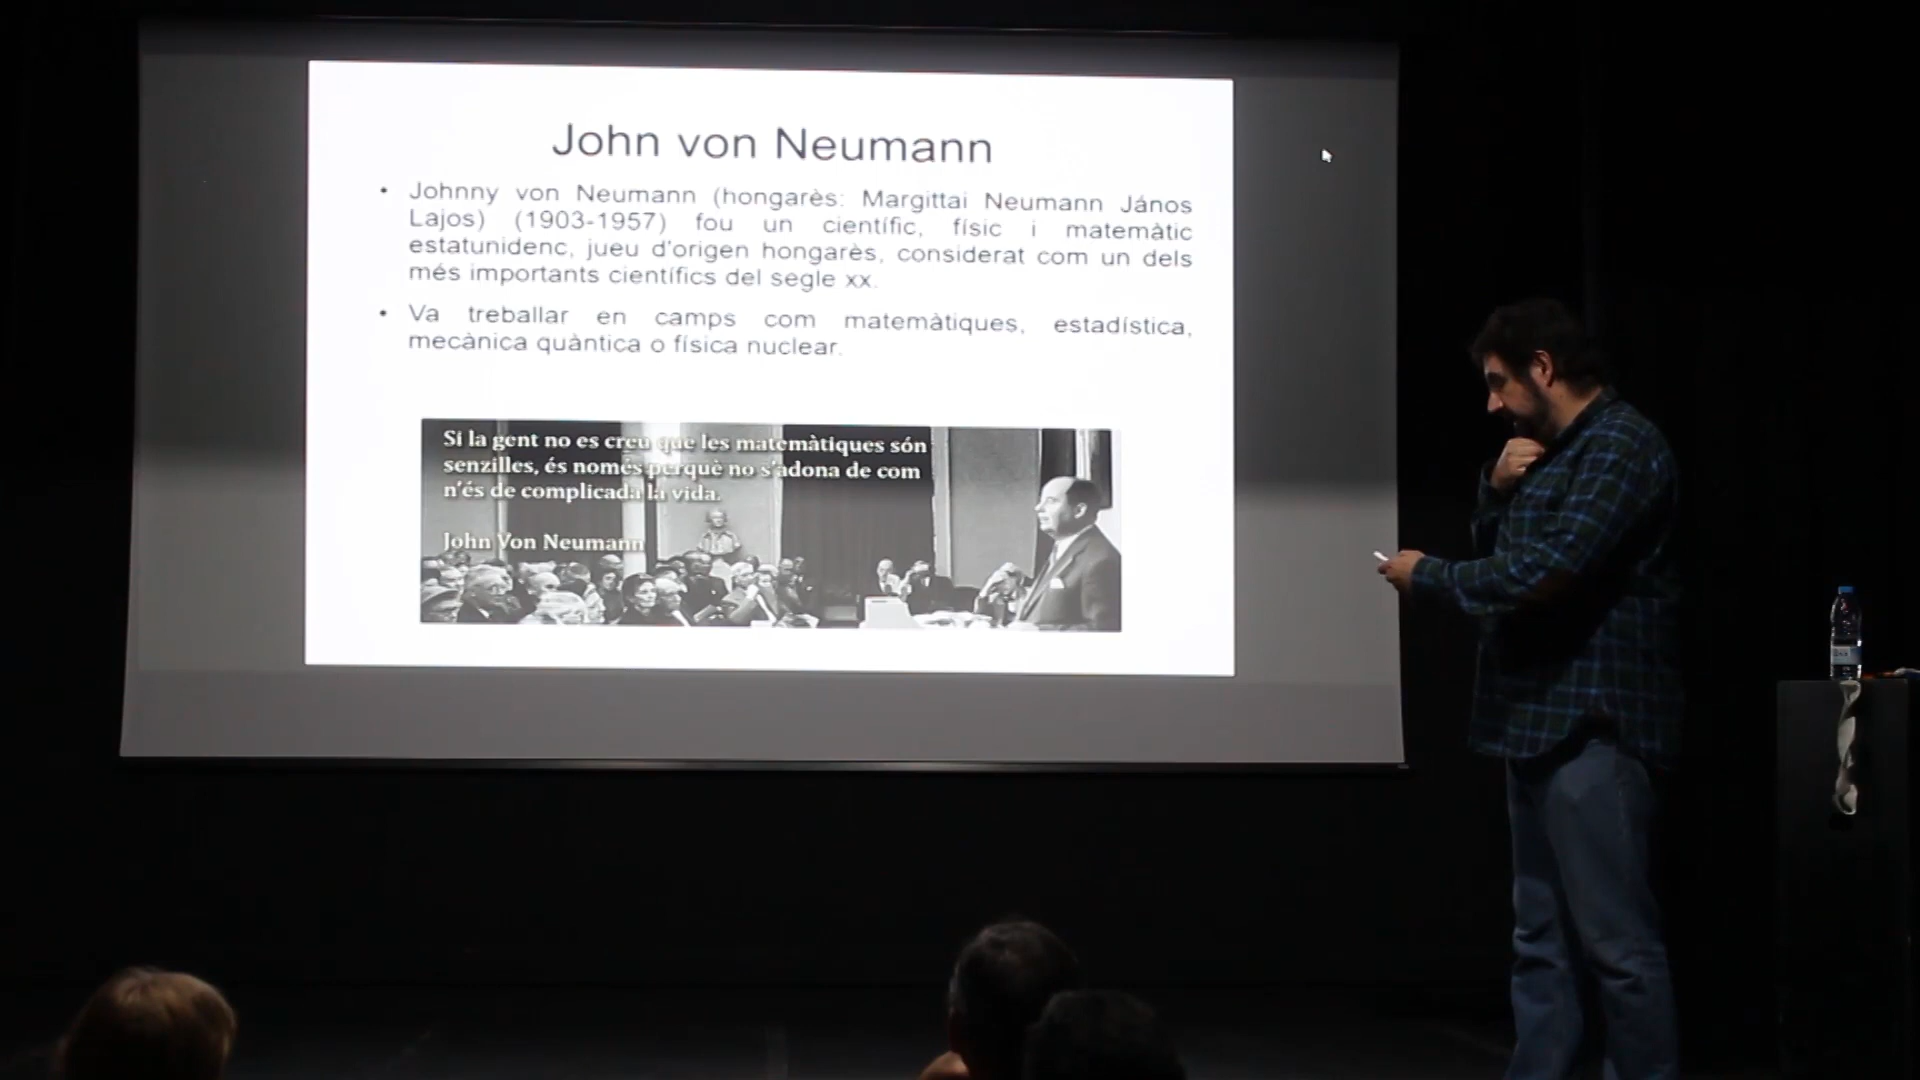 John von Neumann
• Johnny von Neumann (hongarès: Margittai Neumann János
Lajos) (1903-1957) fou un científic, físic i matemàtic
estatunidenc, jueu d'origen hongarès, considerat com un dels
més importants científics del segle xx.
• Va treballar en camps com matemàtiques, estadística,
mecànica quàntica o física nuclear.
Si la gent no es creu que les matemàtiques són
senzilles, és només perquè no s'adona de com
n'és de complicada la vida.
John Von Neumann